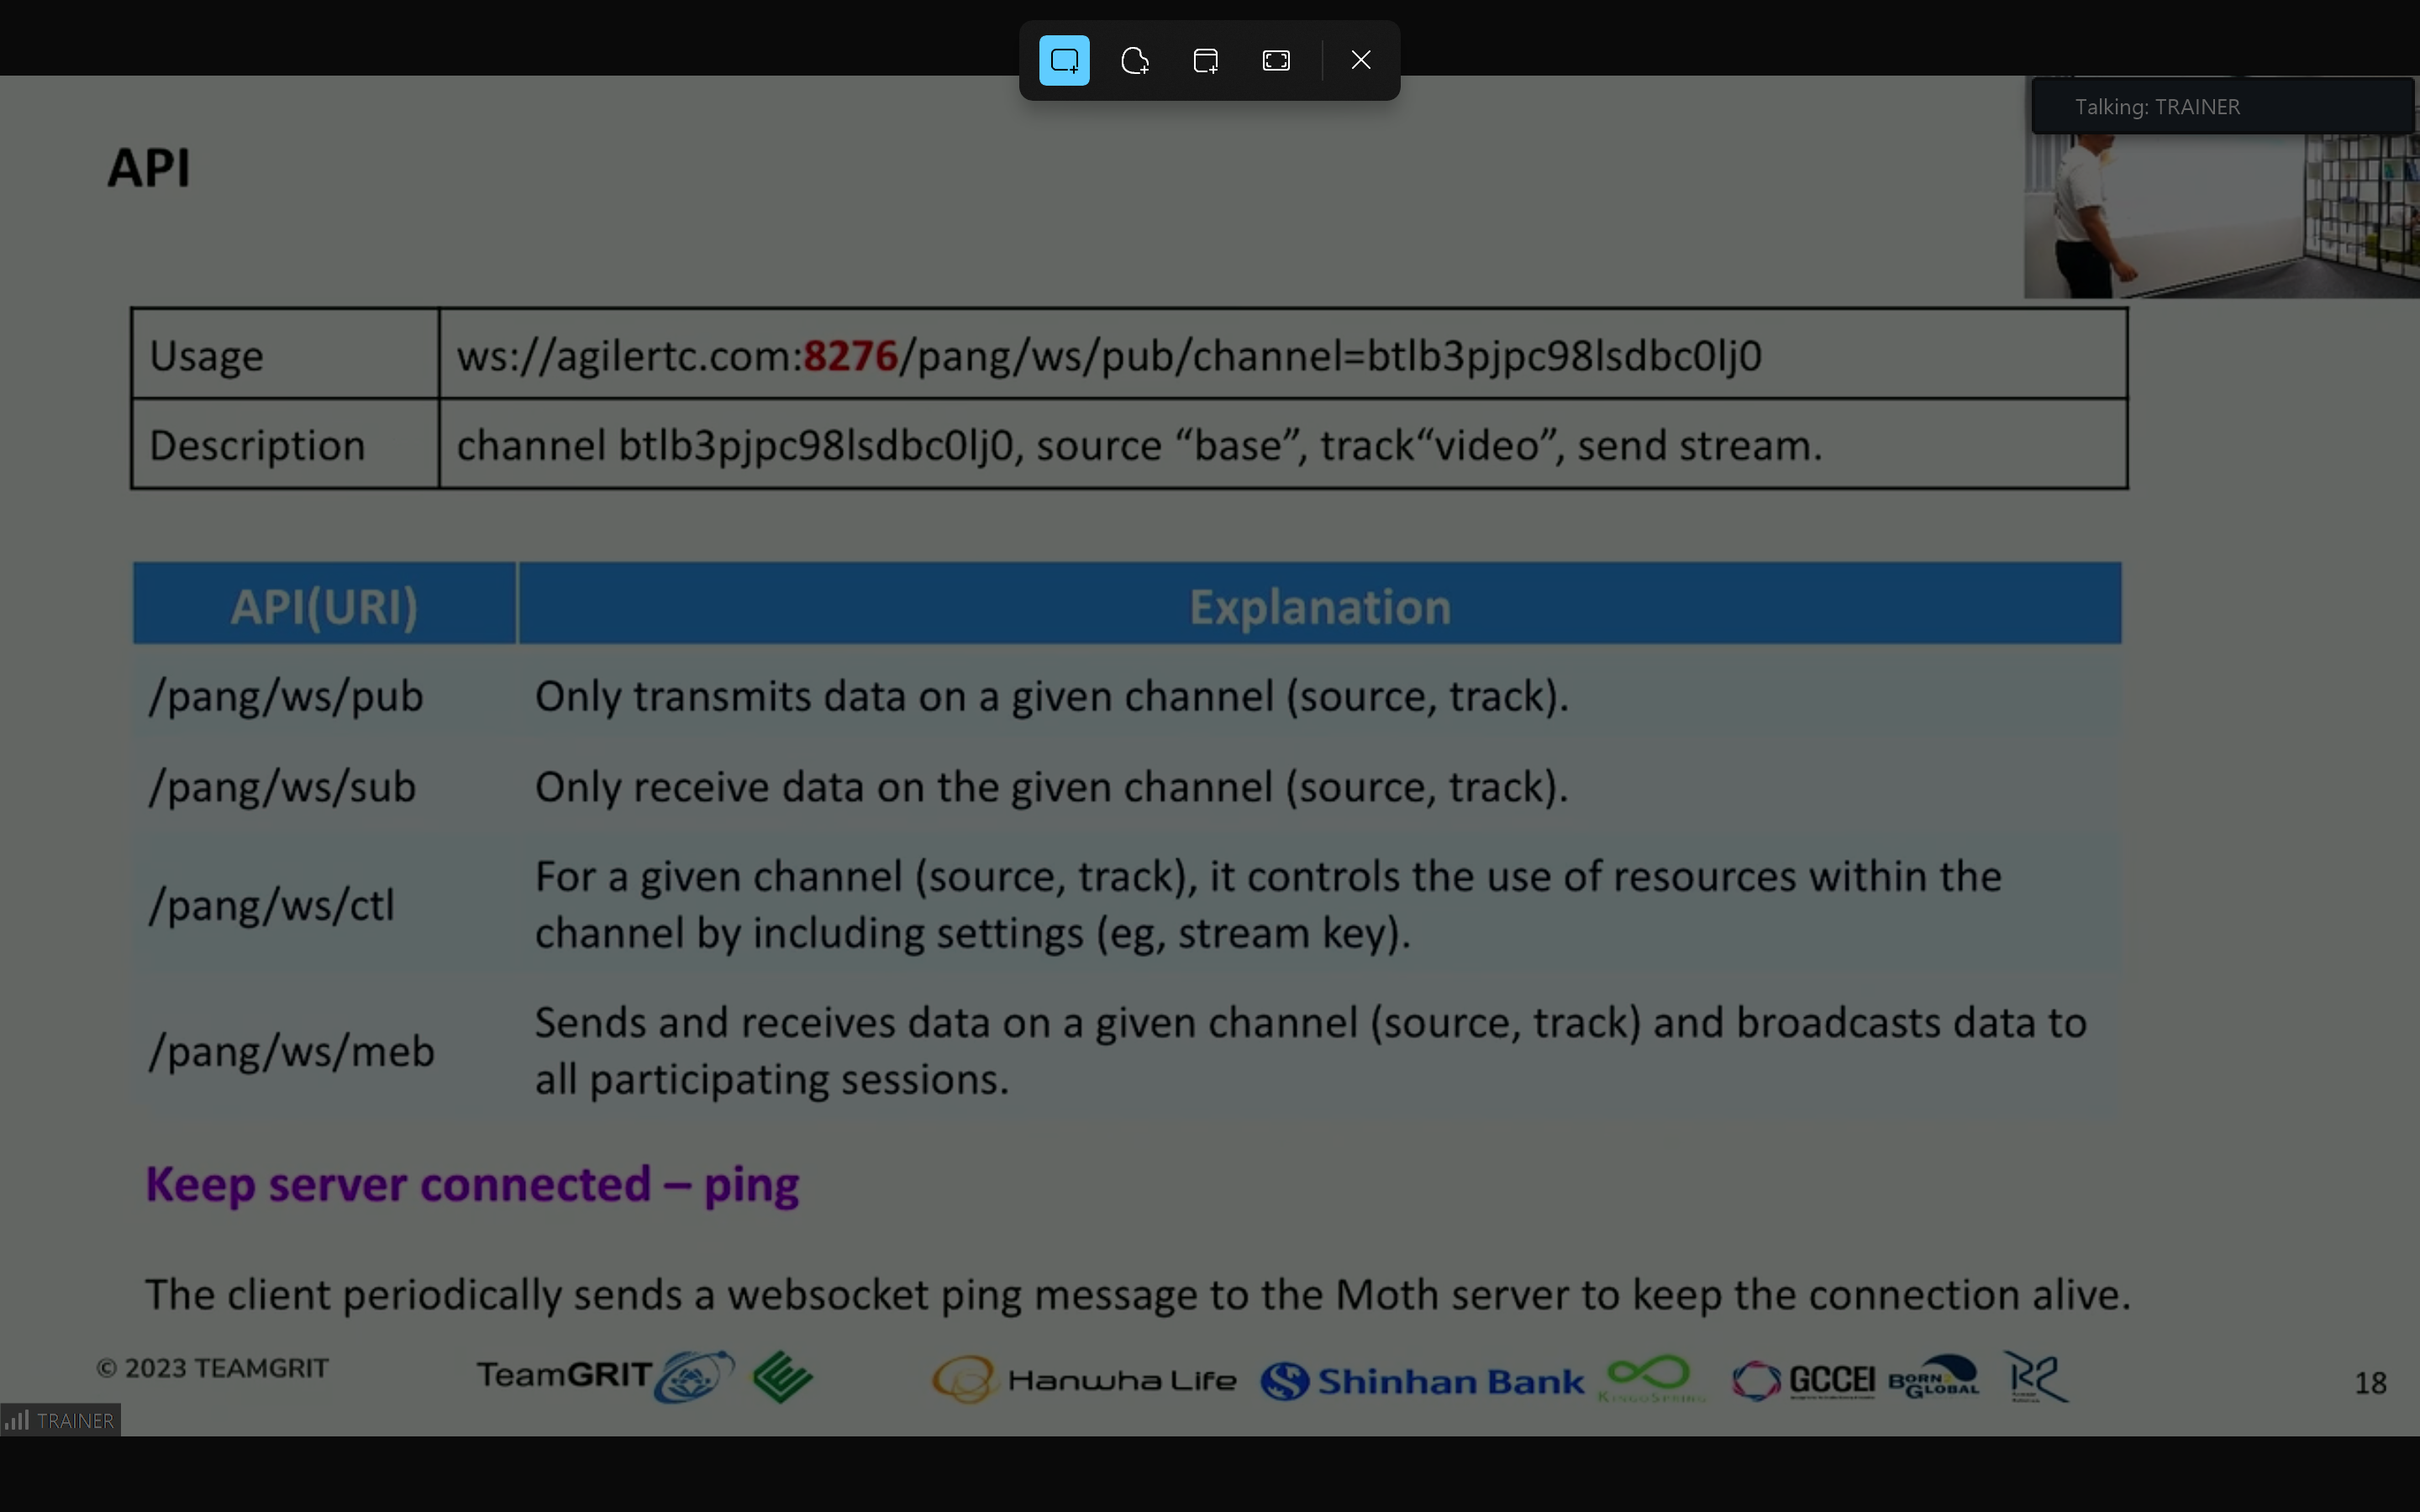 Talking: TRAINER
API
Usage
ws://agilertc.com:8276/pang/ws/pub/channel=btlb3pjpc98lsdbc0lj0
Description
channel btlb3pjpc98lsdbc0lj0, source “base”, track“video”, send stream.
API(URI)
Explanation
/pang/ws/pub
Only transmits data on a given channel (source, track).
/pang/ws/sub
Only receive data on the given channel (source, track).
/pang/ws/ctl
For a given channel (source, track), it controls the use of resources within the
channel by including settings (eg, stream key).
/pang/ws/meb
Sends and receives data on a given channel (source, track) and broadcasts data to
all participating sessions.
Keep server connected – ping
The client periodically sends a websocket ping message to the Moth server to keep the connection alive.
© 2023 TEAMGRIT
TeamGRIT
Hanwha Life
Shinhan Bank
KINGOSPRING
GCCEI
BORN2GLOBAL
18
TRAINER